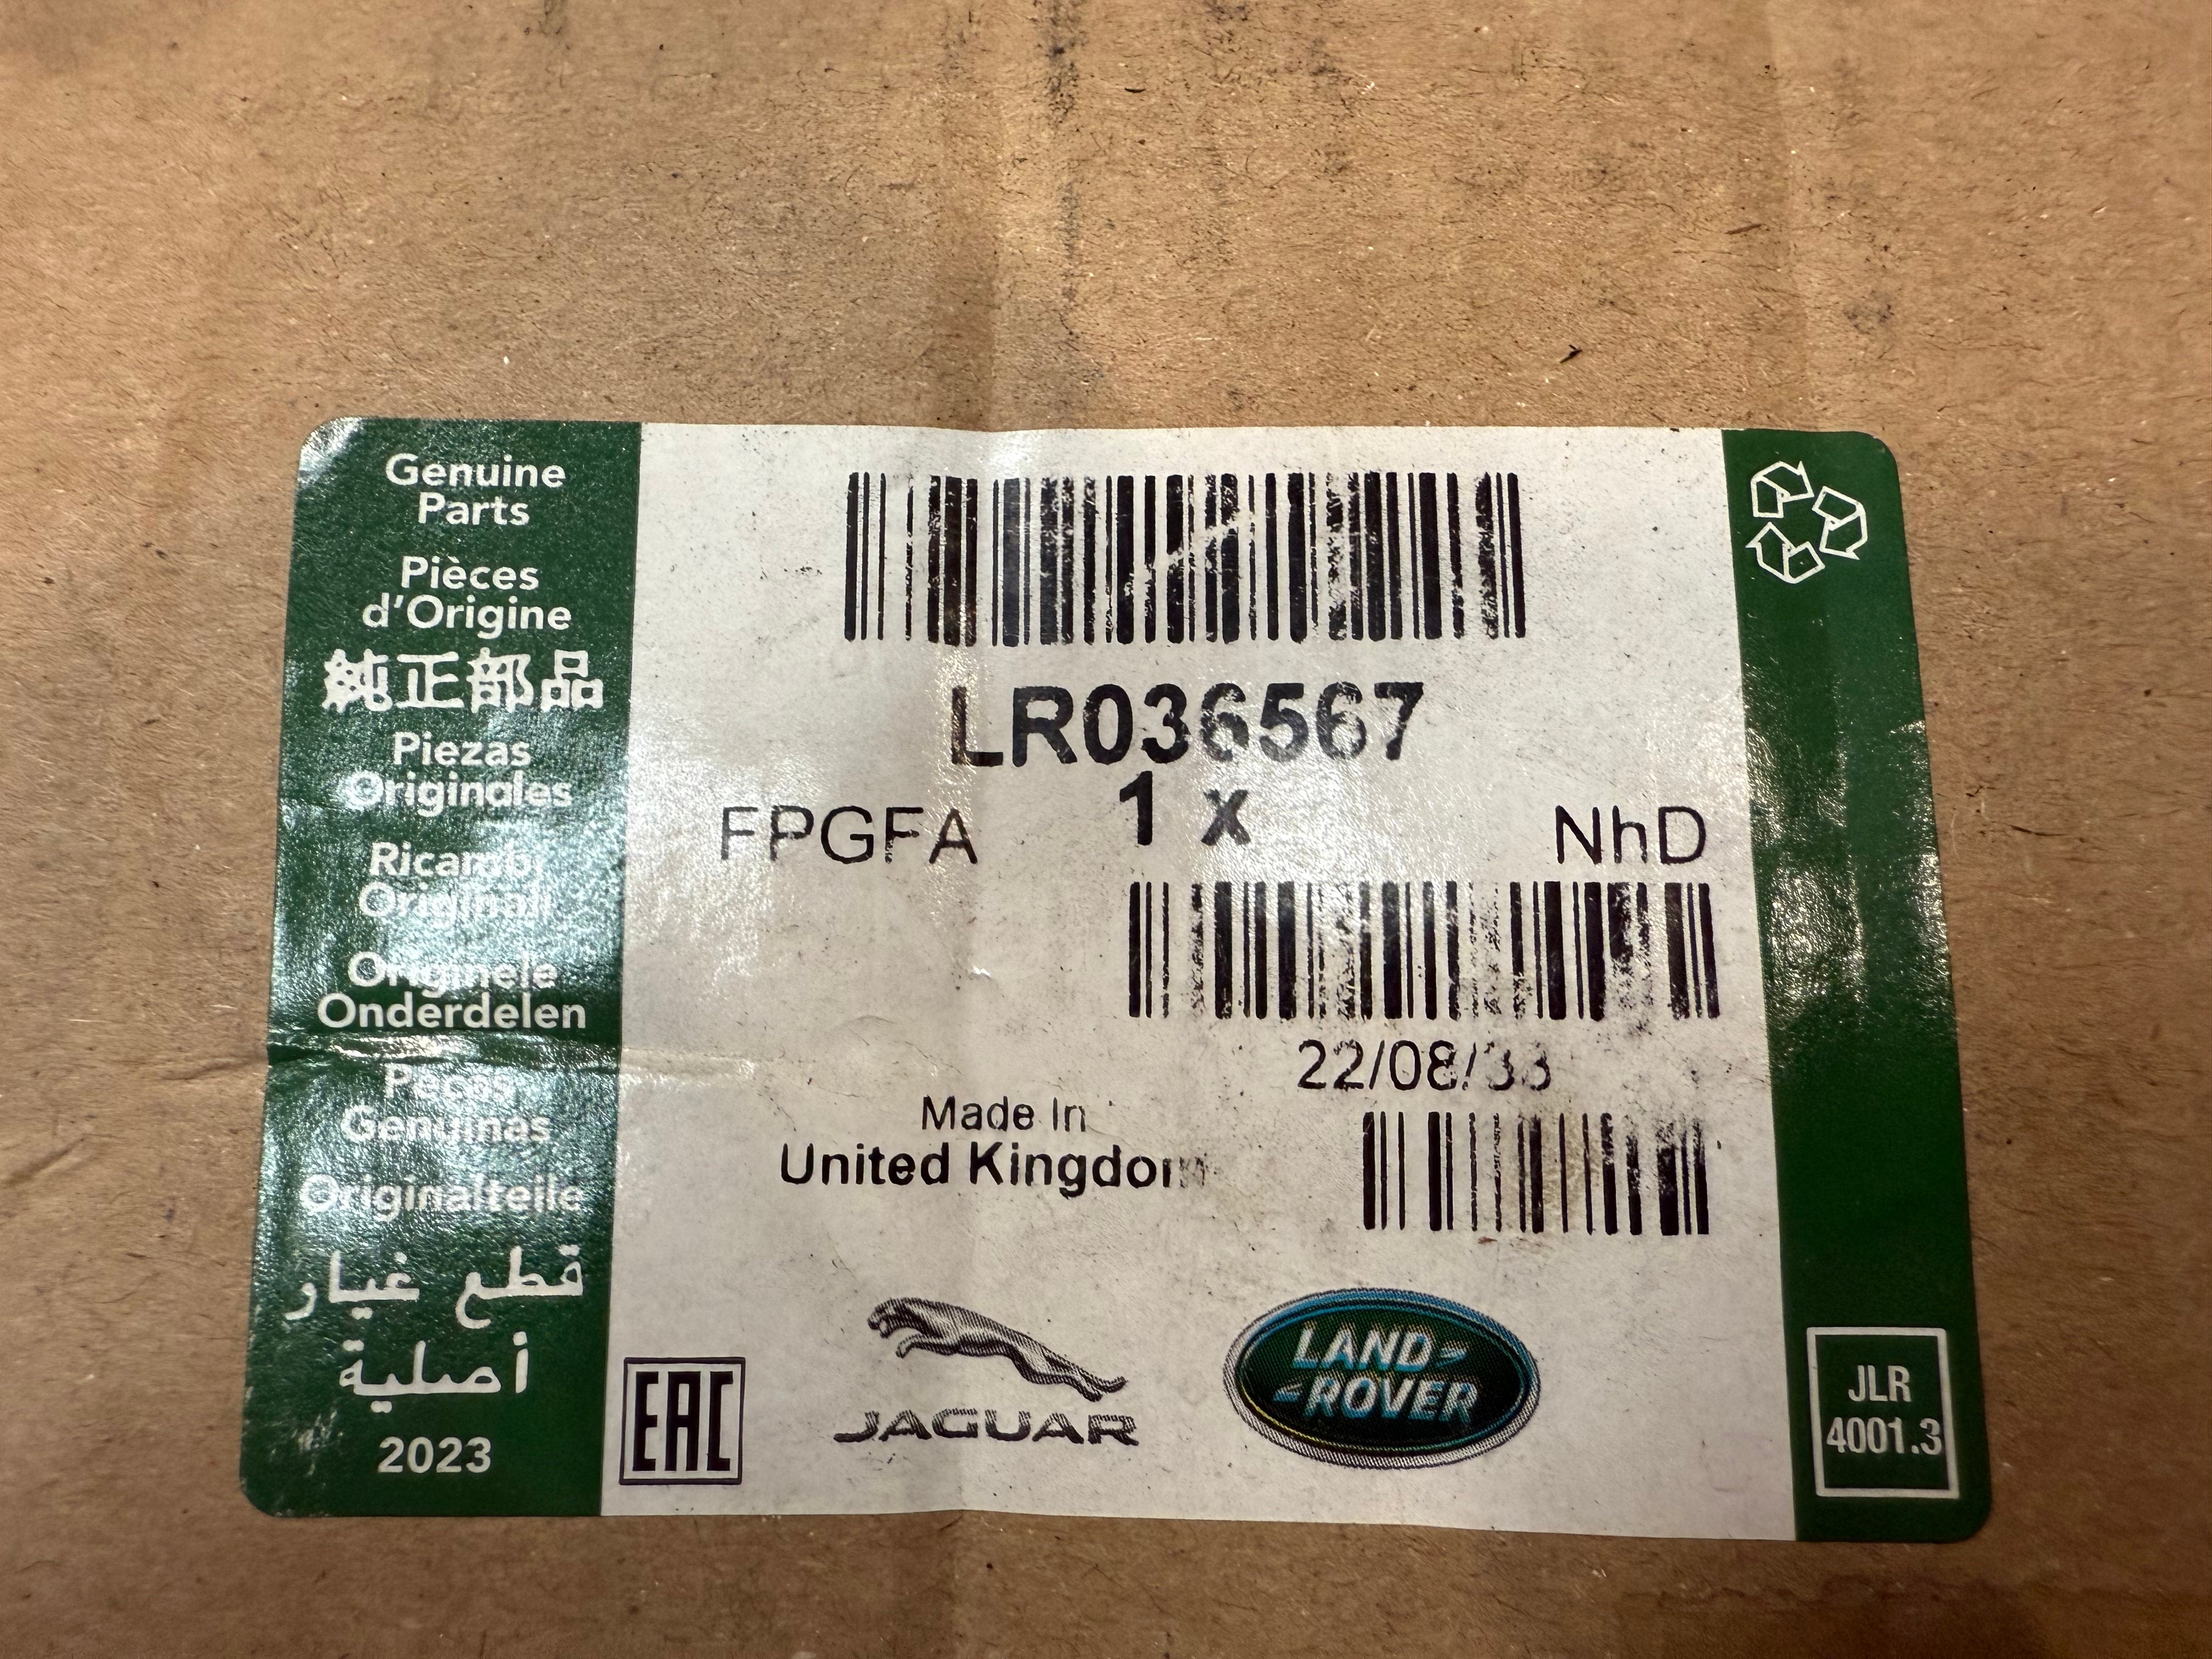 Genuine
Parts
Pièces
d'Origine
純正部品
Piezas
Originales
Ricambi
Originali
Originele
Onderdelen
Peças
Genuinas
Originalteile
قطع غيار
أصلية
2023
LR036567
1 X
FPGFA
NhD
Made In
United Kingdom
EAC
JAGUAR
LAND
ROVER
JLR
4001.3